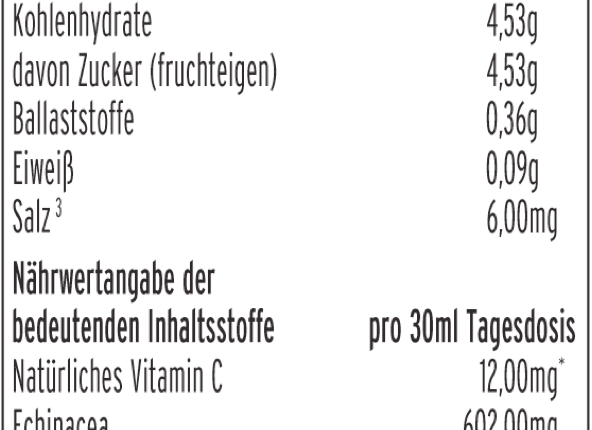 Kohlenhydrate 4,53g
davon Zucker (fruchteigen) 4,53g
Ballaststoffe 0,36g
Eiweiß 0,09g
Salz ³ 6,00mg
Nährwertangabe der
bedeutenden Inhaltsstoffe pro 30ml Tagesdosis
Natürliches Vitamin C 12,00mg*
Echinacea 602,00mg